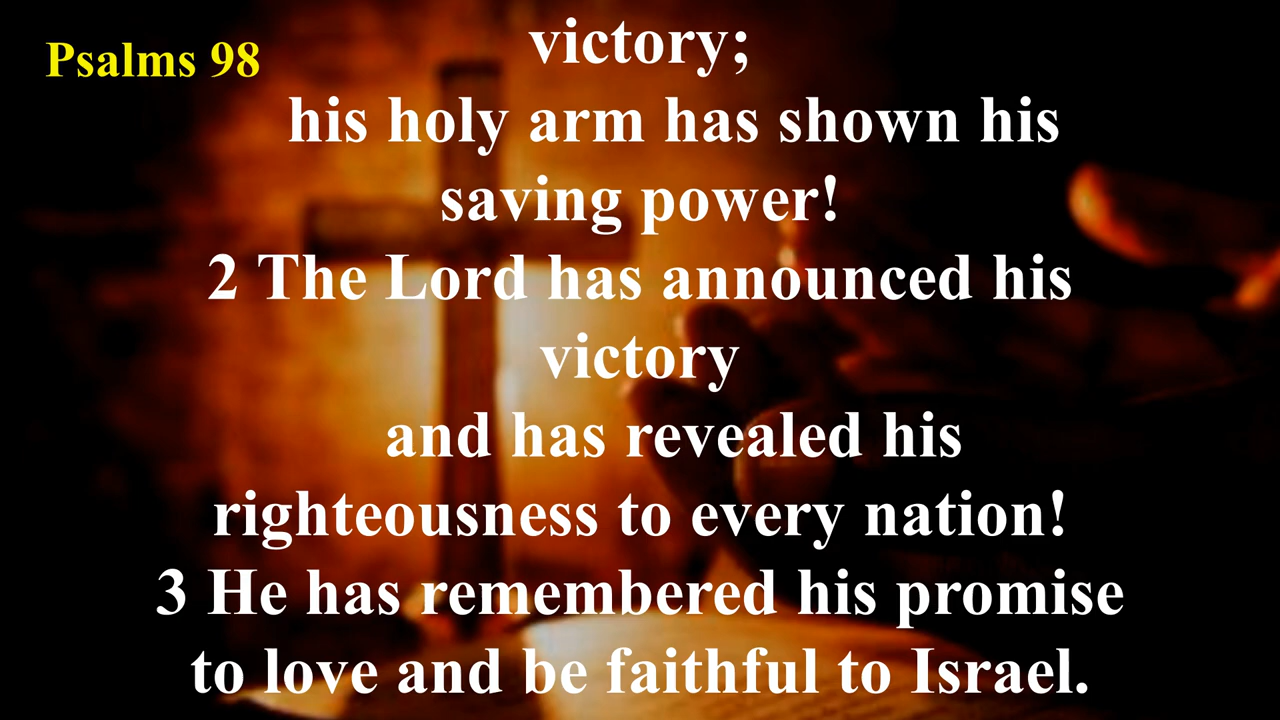 Psalms 98
victory;
his holy arm has shown his
saving power!
2 The Lord has announced his
victory
and has revealed his
righteousness to every nation!
3 He has remembered his promise
to love and be faithful to Israel.